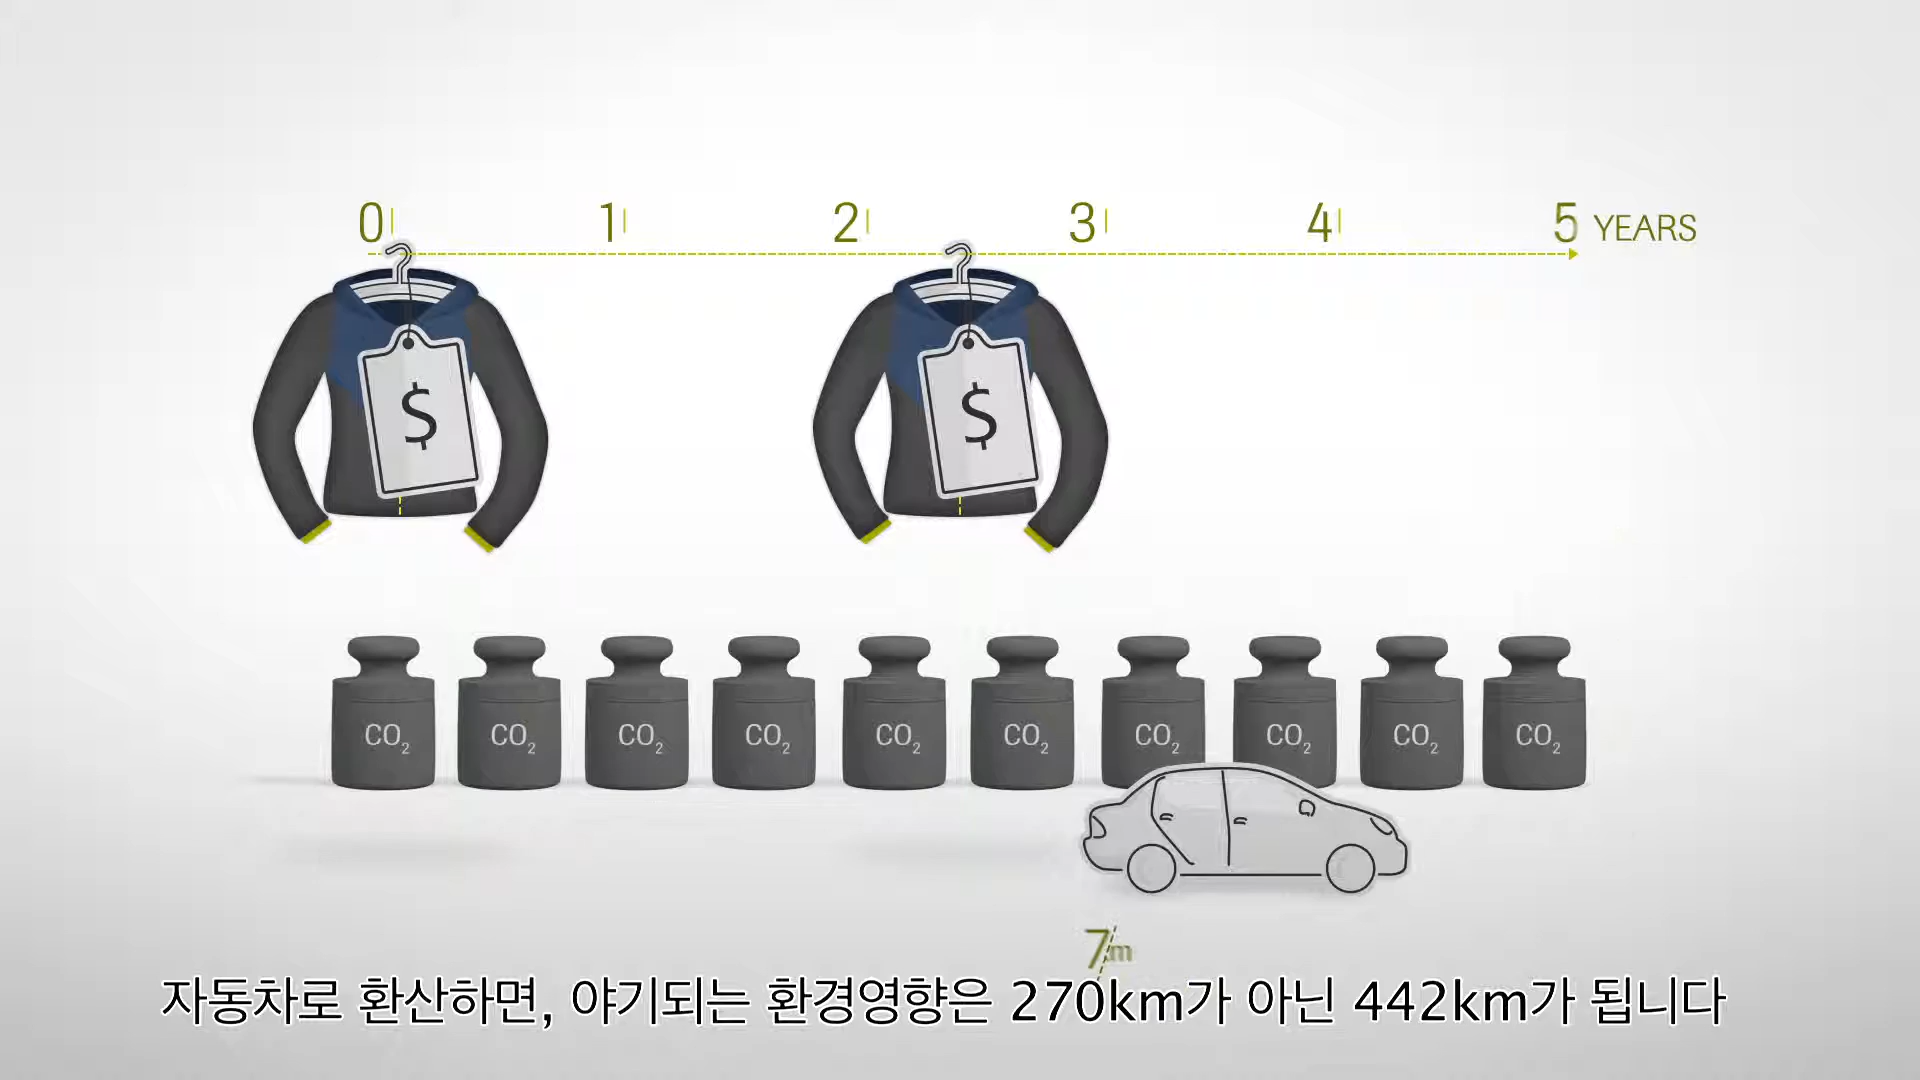 0 1 2 3 4 5 YEARS
$ $
CO₂ CO₂ CO₂ CO₂ CO₂ CO₂ CO₂ CO₂ CO₂ CO₂
자동차로 환산하면, 야기되는 환경영향은 270km가 아닌 442km가 됩니다